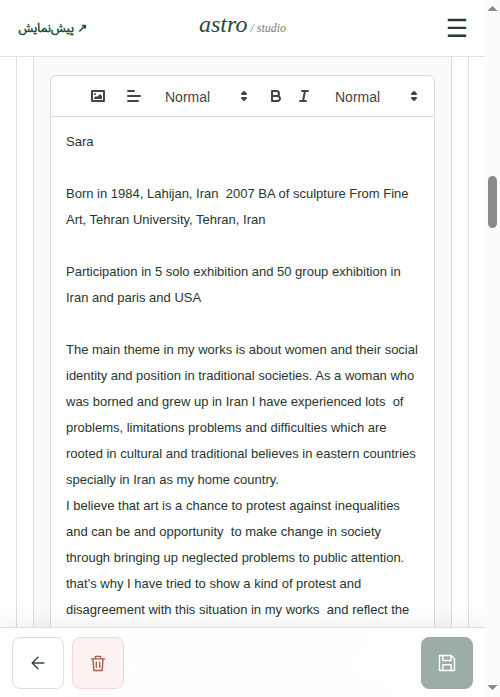 پیش‌نمایش ↗
astro / studio
Normal B I Normal
Sara
Born in 1984, Lahijan, Iran  2007 BA of sculpture From Fine
Art, Tehran University, Tehran, Iran
Participation in 5 solo exhibition and 50 group exhibition in
Iran and paris and USA
The main theme in my works is about women and their social
identity and position in traditional societies. As a woman who
was borned and grew up in Iran I have experienced lots  of
problems, limitations problems and difficulties which are
rooted in cultural and traditional believes in eastern countries
specially in Iran as my home country.
I believe that art is a chance to protest against inequalities
and can be and opportunity  to make change in society
through bringing up neglected problems to public attention.
that's why I have tried to show a kind of protest and
disagreement with this situation in my works  and reflect the